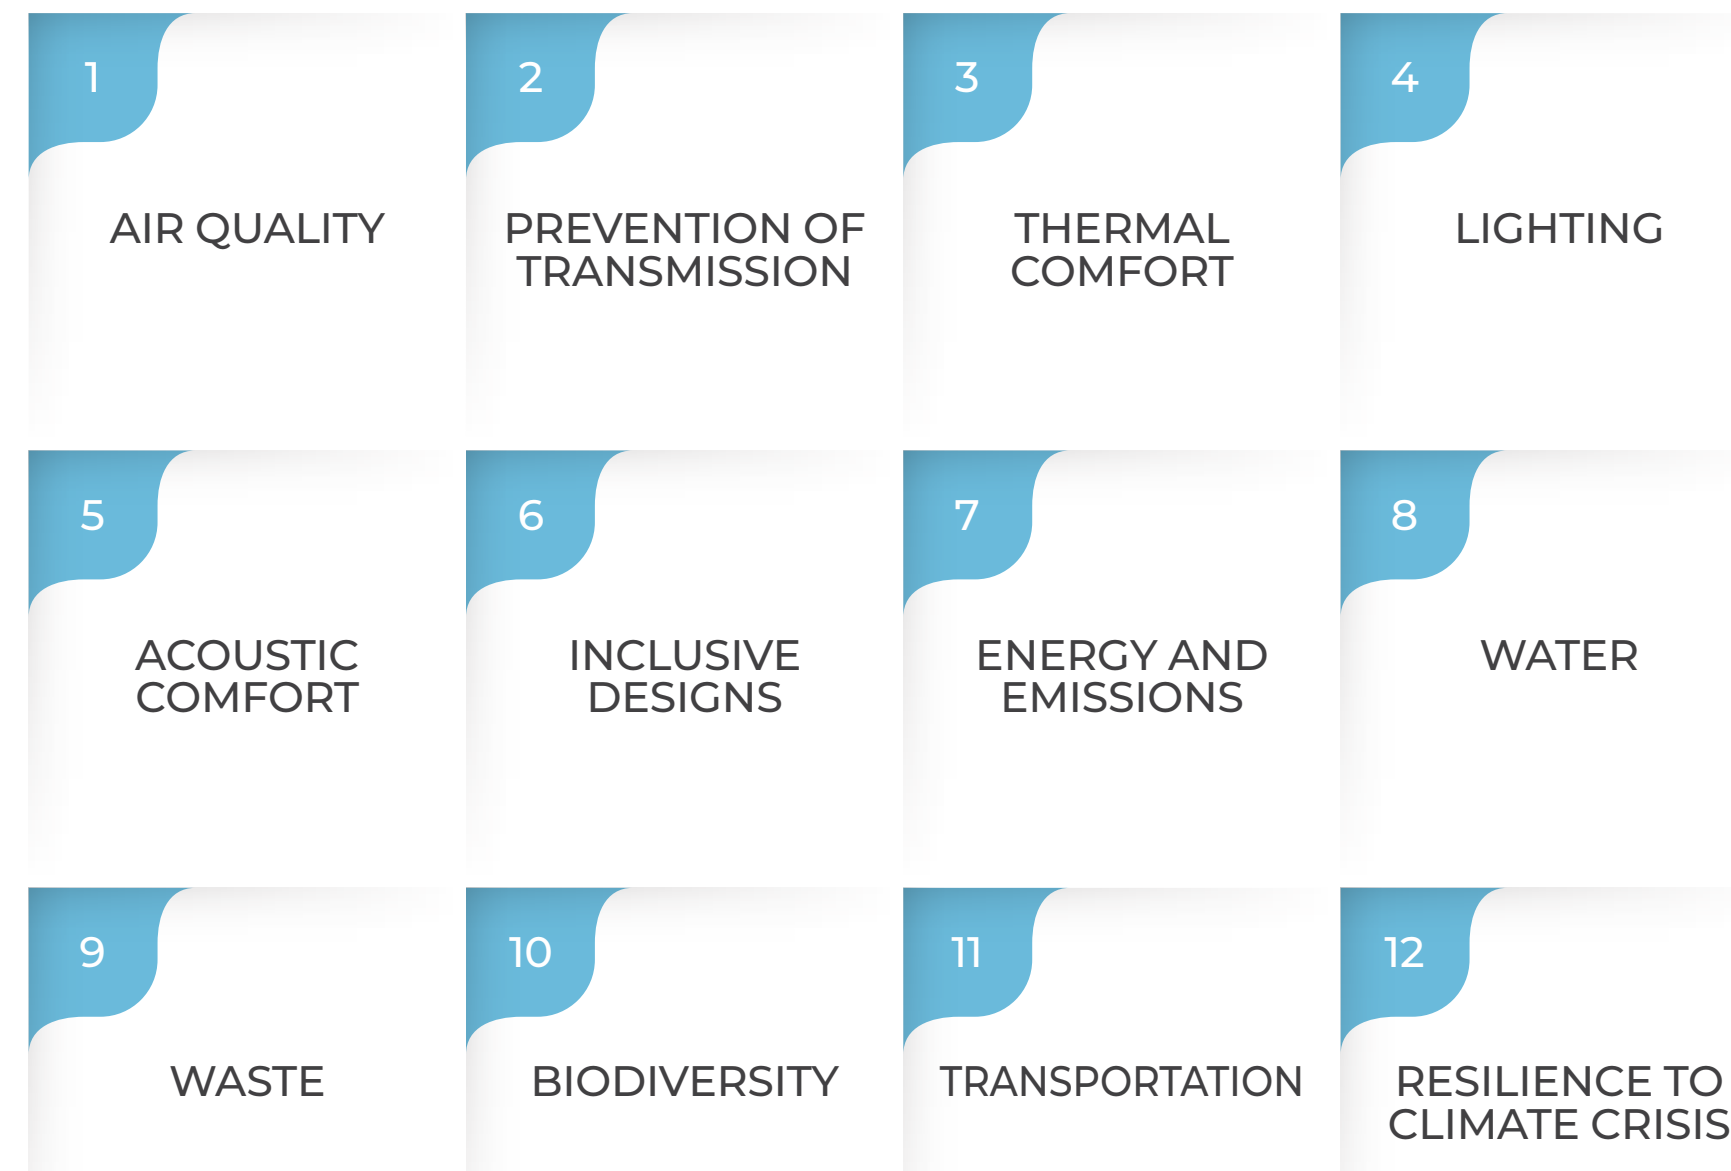 1
AIR QUALITY
2
PREVENTION OF
TRANSMISSION
3
THERMAL
COMFORT
4
LIGHTING
5
ACOUSTIC
COMFORT
6
INCLUSIVE
DESIGNS
7
ENERGY AND
EMISSIONS
8
WATER
9
WASTE
10
BIODIVERSITY
11
TRANSPORTATION
12
RESILIENCE TO
CLIMATE CRISIS